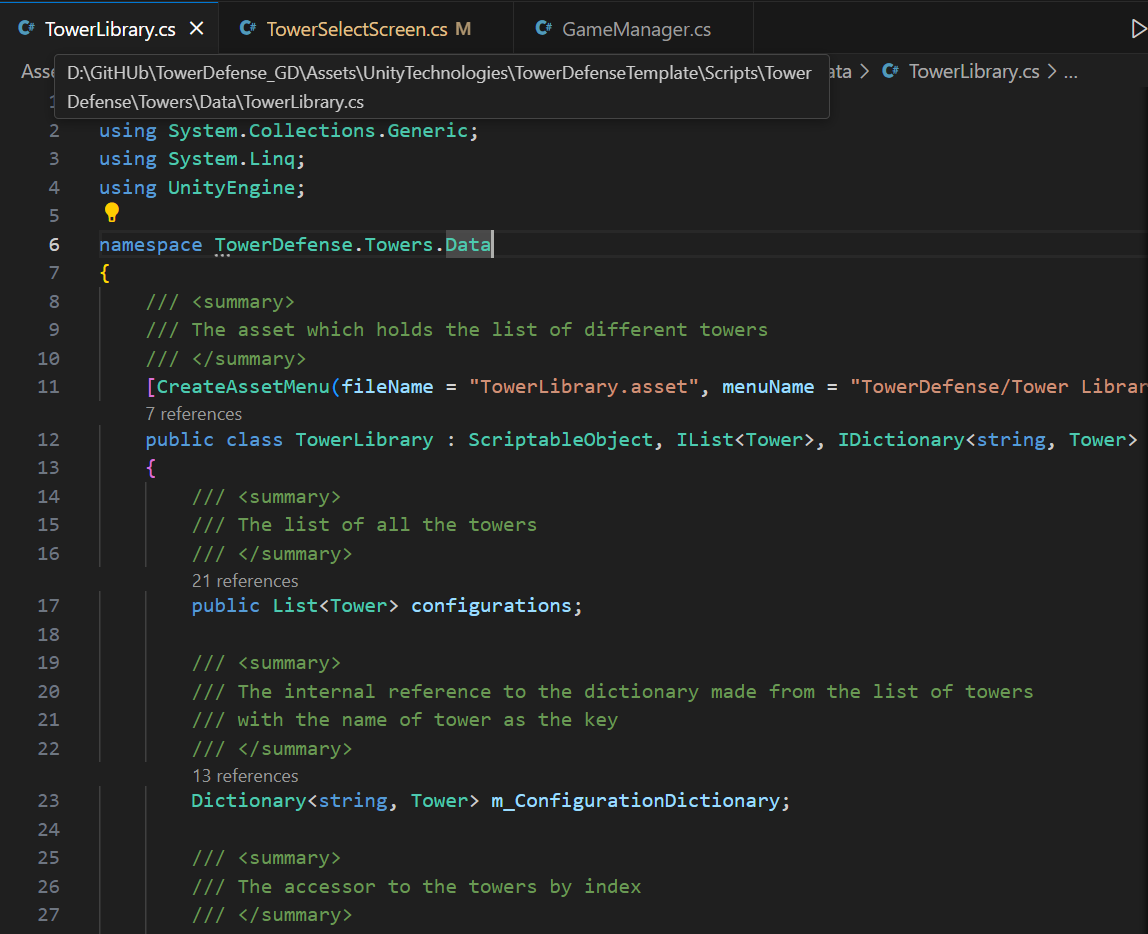 C# TowerLibrary.cs × C# TowerSelectScreen.cs M C# GameManager.cs
D:\GitHUb\TowerDefense_GD\Assets\UnityTechnologies\TowerDefenseTemplate\Scripts\Tower
Defense\Towers\Data\TowerLibrary.cs
Asse ata > C# TowerLibrary.cs > ...
1
2 using System.Collections.Generic;
3 using System.Linq;
4 using UnityEngine;
5
6 namespace TowerDefense.Towers.Data
7 {
8 /// <summary>
9 /// The asset which holds the list of different towers
10 /// </summary>
11 [CreateAssetMenu(fileName = "TowerLibrary.asset", menuName = "TowerDefense/Tower Librar
7 references
12 public class TowerLibrary : ScriptableObject, IList<Tower>, IDictionary<string, Tower>
13 {
14 /// <summary>
15 /// The list of all the towers
16 /// </summary>
21 references
17 public List<Tower> configurations;
18
19 /// <summary>
20 /// The internal reference to the dictionary made from the list of towers
21 /// with the name of tower as the key
22 /// </summary>
13 references
23 Dictionary<string, Tower> m_ConfigurationDictionary;
24
25 /// <summary>
26 /// The accessor to the towers by index
27 /// </summary>